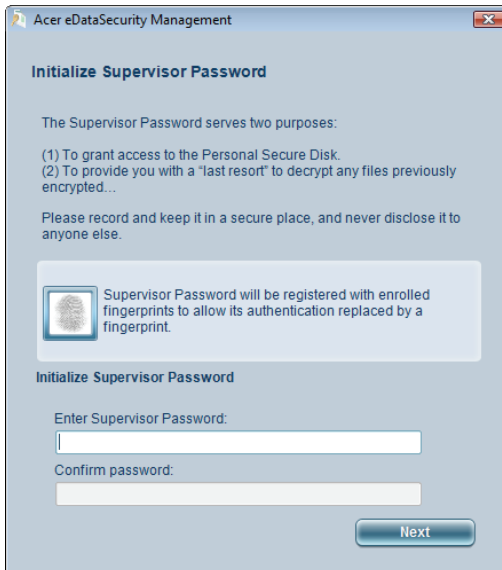 Acer eDataSecurity Management
Initialize Supervisor Password
The Supervisor Password serves two purposes:
(1) To grant access to the Personal Secure Disk.
(2) To provide you with a “last resort” to decrypt any files previously
encrypted...
Please record and keep it in a secure place, and never disclose it to
anyone else.
Supervisor Password will be registered with enrolled
fingerprints to allow its authentication replaced by a
fingerprint.
Initialize Supervisor Password
Enter Supervisor Password:
Confirm password:
Next